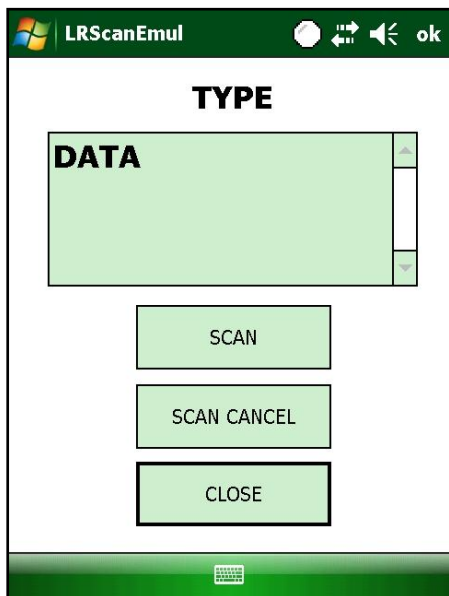 LRScanEmul ok
TYPE
DATA
SCAN
SCAN CANCEL
CLOSE